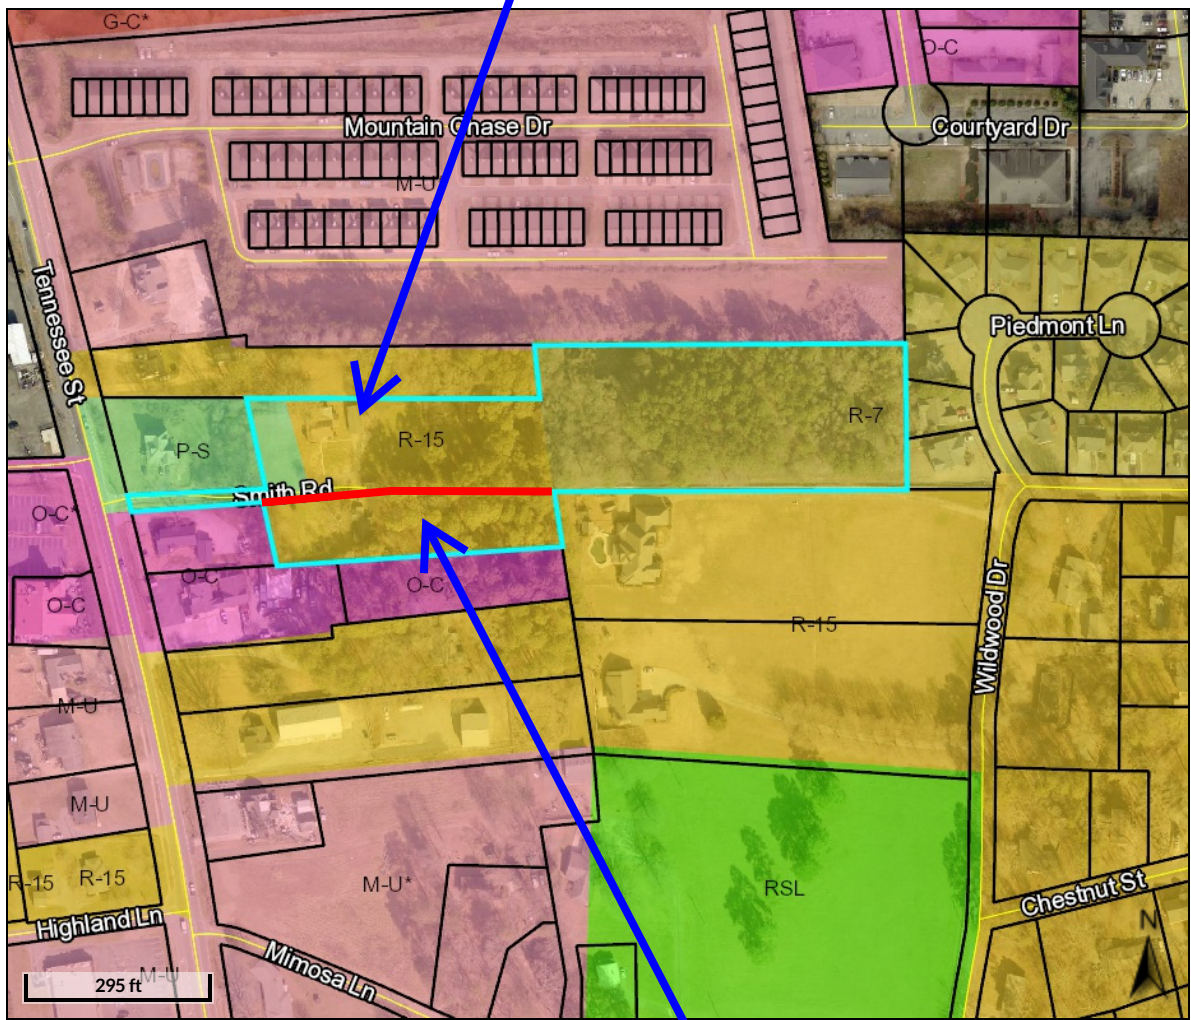 G-C*
O-C
Mountain Chase Dr
Courtyard Dr
M-U
Tennessee St
Piedmont Ln
R-7
R-15
P-S
Smith Rd
O-C*
O-C
O-C
O-C
R-15
Wildwood Dr
M-U
M-U
M-U*
RSL
R-15
R-15
Chestnut St
Highland Ln
Mimosa Ln
M-U
N
295 ft